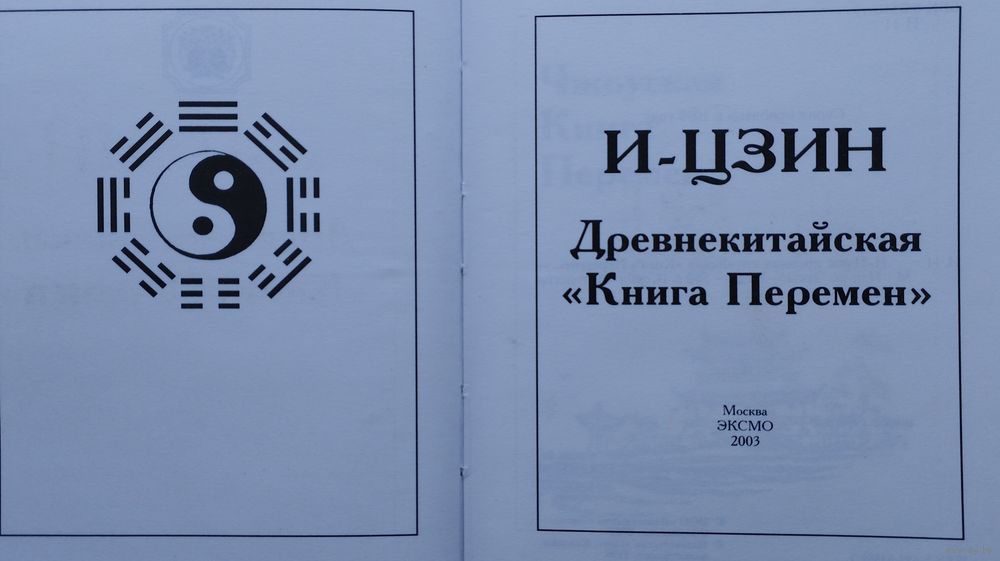 И-ЦЗИН
Древнекитайская
«Книга Перемен»
Москва
ЭКСМО
2003